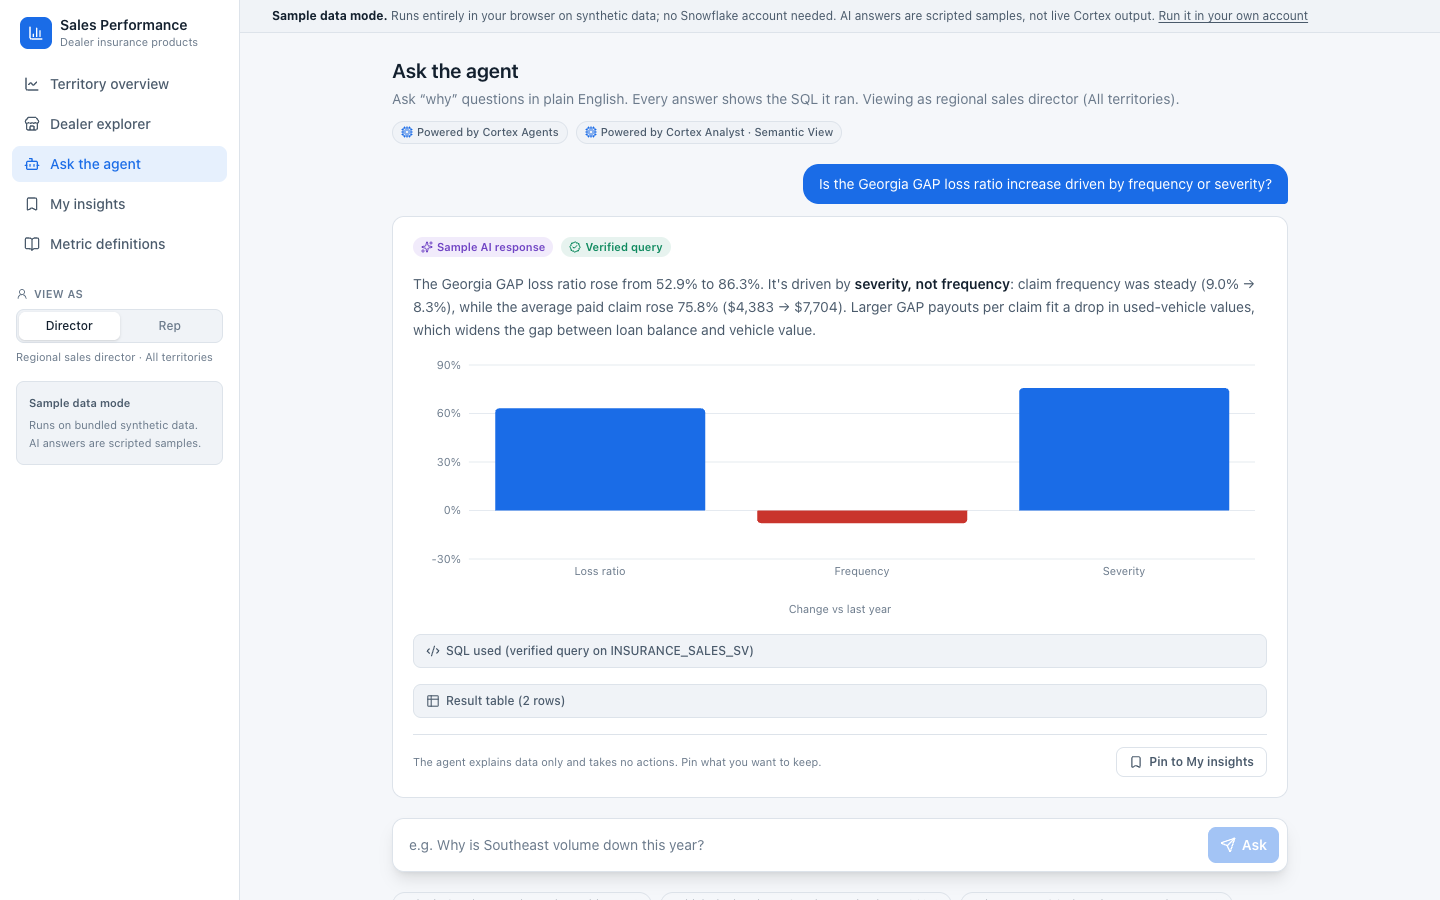 Sales Performance
Dealer insurance products
Territory overview
Dealer explorer
Ask the agent
My insights
Metric definitions
VIEW AS
Director
Rep
Regional sales director · All territories
Sample data mode
Runs on bundled synthetic data.
AI answers are scripted samples.
Sample data mode. Runs entirely in your browser on synthetic data; no Snowflake account needed. AI answers are scripted samples, not live Cortex output. Run it in your own account
Ask the agent
Ask “why” questions in plain English. Every answer shows the SQL it ran. Viewing as regional sales director (All territories).
Powered by Cortex Agents
Powered by Cortex Analyst · Semantic View
Is the Georgia GAP loss ratio increase driven by frequency or severity?
Sample AI response
Verified query
The Georgia GAP loss ratio rose from 52.9% to 86.3%. It's driven by severity, not frequency: claim frequency was steady (9.0% →
8.3%), while the average paid claim rose 75.8% ($4,383 → $7,704). Larger GAP payouts per claim fit a drop in used-vehicle values,
which widens the gap between loan balance and vehicle value.
90%
60%
30%
0%
-30%
Loss ratio
Frequency
Severity
Change vs last year
SQL used (verified query on INSURANCE_SALES_SV)
Result table (2 rows)
The agent explains data only and takes no actions. Pin what you want to keep.
Pin to My insights
e.g. Why is Southeast volume down this year?
Ask